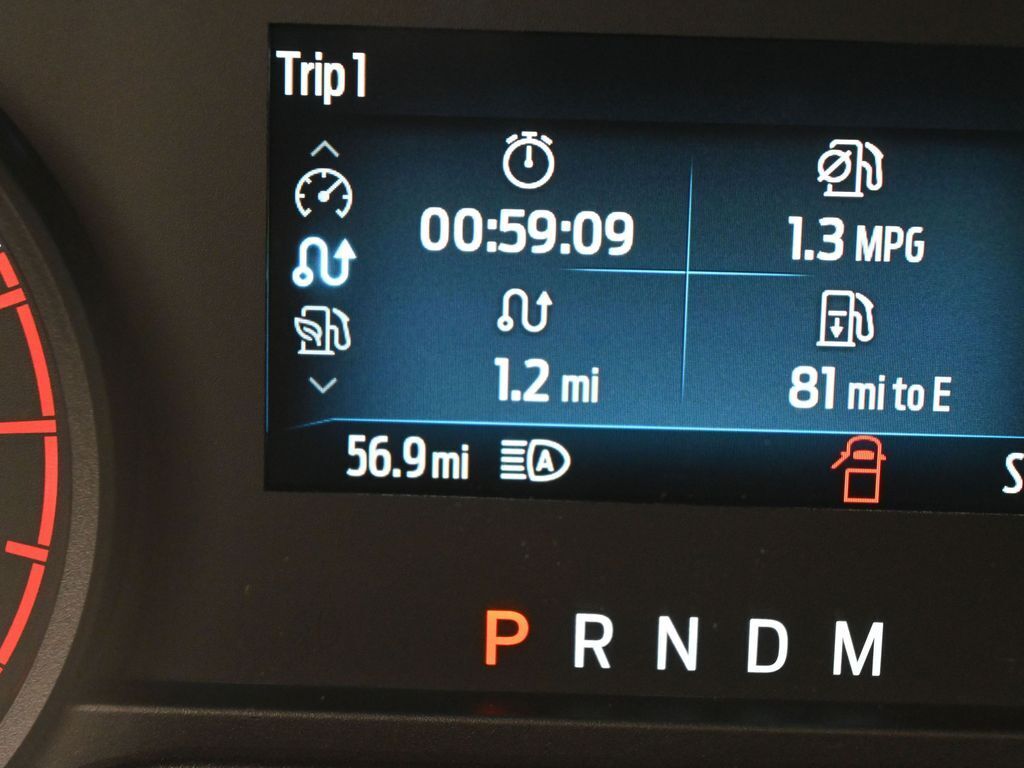 Trip 1
00:59:09
1.3 MPG
1.2 mi
81 mi to E
56.9 mi
A
S
P R N D M